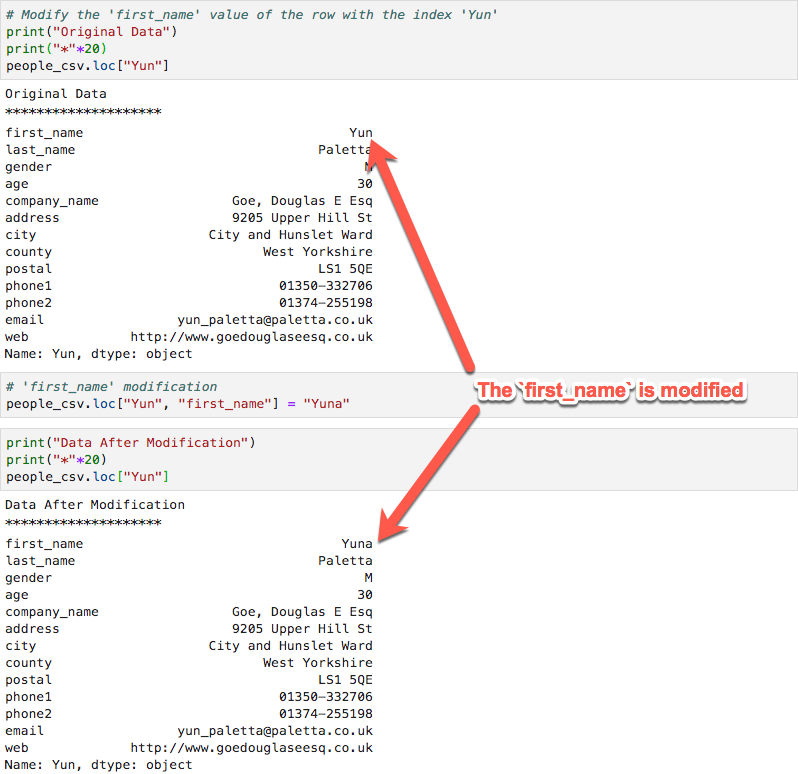 # Modify the 'first_name' value of the row with the index 'Yun'
print("Original Data")
print("*"*20)
people_csv.loc["Yun"]
Original Data
********************
first_name Yun
last_name Paletta
gender M
age 30
company_name Goe, Douglas E Esq
address 9205 Upper Hill St
city City and Hunslet Ward
county West Yorkshire
postal LS1 5QE
phone1 01350-332706
phone2 01374-255198
email yun_paletta@paletta.co.uk
web http://www.goedouglaseesq.co.uk
Name: Yun, dtype: object
# 'first_name' modification
people_csv.loc["Yun", "first_name"] = "Yuna"
The `first_name` is modified
print("Data After Modification")
print("*"*20)
people_csv.loc["Yun"]
Data After Modification
********************
first_name Yuna
last_name Paletta
gender M
age 30
company_name Goe, Douglas E Esq
address 9205 Upper Hill St
city City and Hunslet Ward
county West Yorkshire
postal LS1 5QE
phone1 01350-332706
phone2 01374-255198
email yun_paletta@paletta.co.uk
web http://www.goedouglaseesq.co.uk
Name: Yun, dtype: object